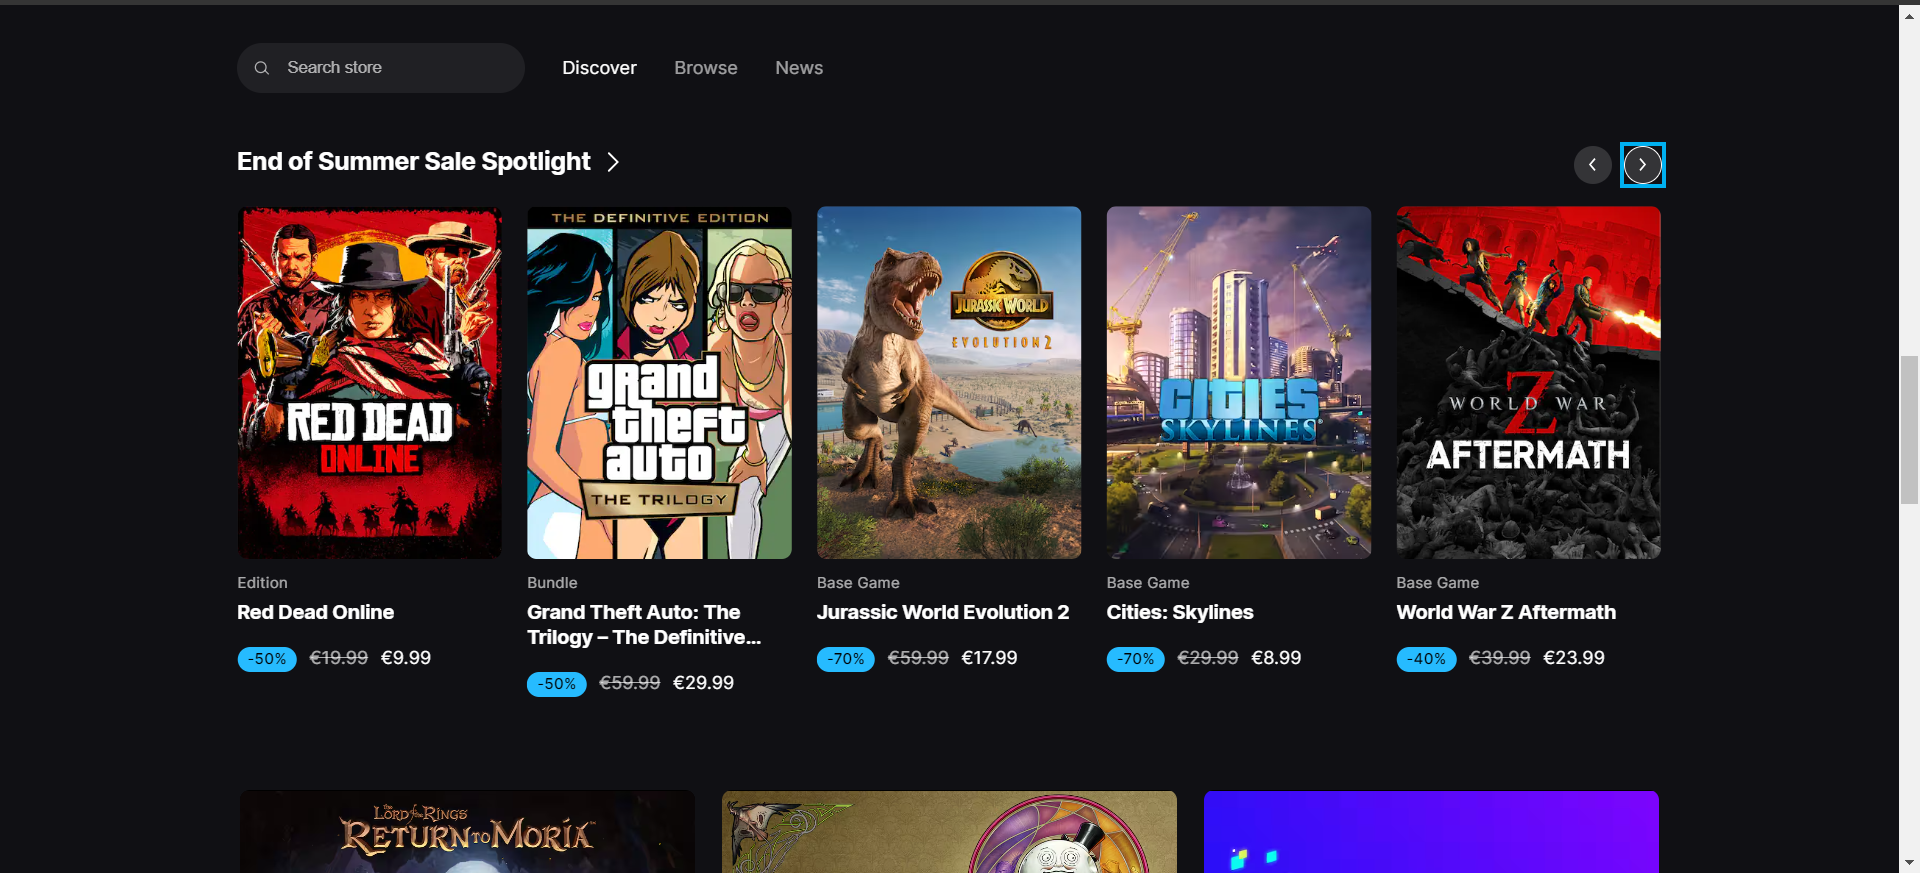 Search store
Discover
Browse
News
End of Summer Sale Spotlight
RED DEAD
ONLINE
THE DEFINITIVE EDITION
grand
theft
auto
THE TRILOGY
JURASSIC WORLD
EVOLUTION 2
CITIES
SKYLINES
WORLD WAR
Z
AFTERMATH
Edition
Red Dead Online
-50% €19.99 €9.99
Bundle
Grand Theft Auto: The
Trilogy – The Definitive...
-50% €59.99 €29.99
Base Game
Jurassic World Evolution 2
-70% €59.99 €17.99
Base Game
Cities: Skylines
-70% €29.99 €8.99
Base Game
World War Z Aftermath
-40% €39.99 €23.99
The LORD of the RINGS
RETURN TO MORIA